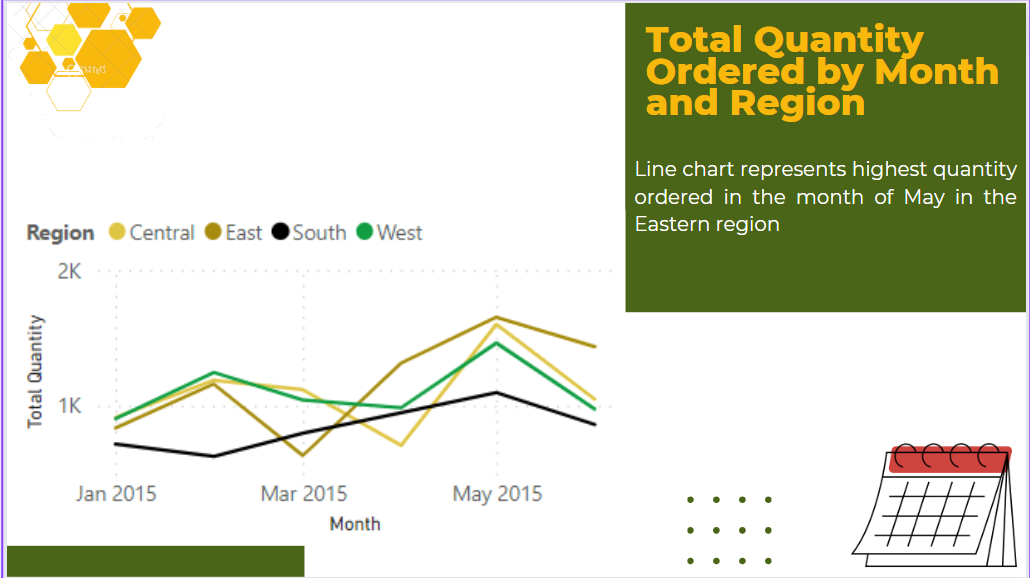 Total Quantity
Ordered by Month
and Region
Line chart represents highest quantity
ordered in the month of May in the
Eastern region
Region Central East South West
2K
Total Quantity
1K
Jan 2015 Mar 2015 May 2015
Month